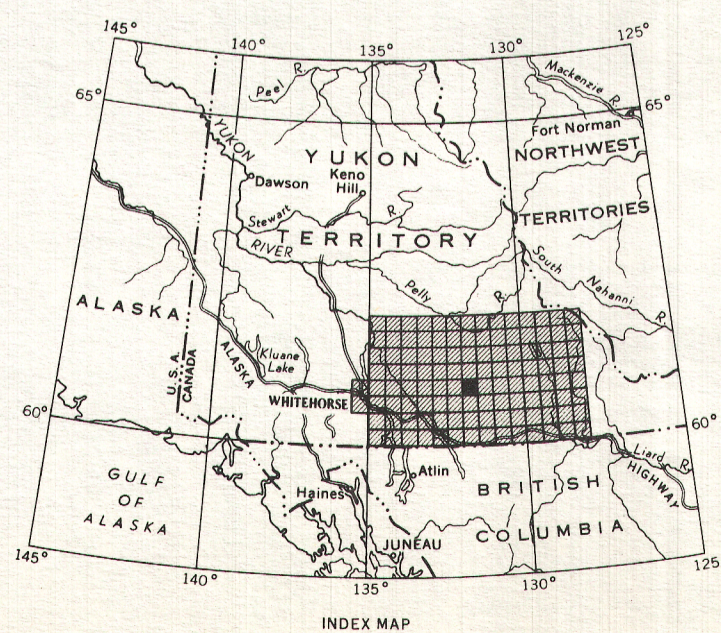 145°
140°
135°
130°
125°
Mackenzie R.
Peel R.
65°
65°
Fort Norman
YUKON
YUKON
NORTHWEST
Keno
Hill
Dawson
Stewart R.
TERRITORIES
TERRITORY
RIVER
South Nahanni R.
Pelly R.
ALASKA
Kluane
Lake
ALASKA
U.S.A.
CANADA
WHITEHORSE
60°
60°
Liard R.
HIGHWAY
Atlin
GULF
OF
ALASKA
BRITISH
Haines
COLUMBIA
JUNEAU
145°
140°
135°
130°
125
INDEX MAP